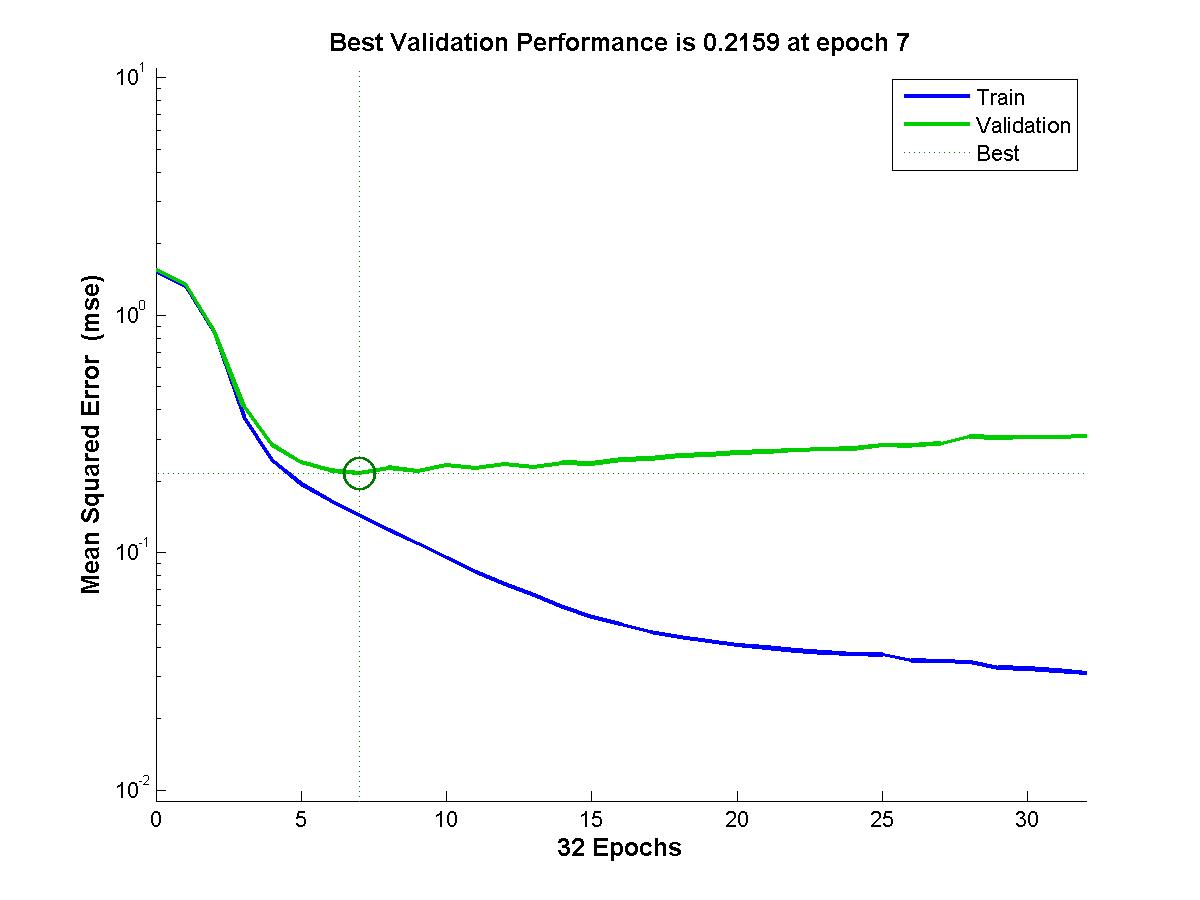 Best Validation Performance is 0.2159 at epoch 7
Train
Validation
Best
Mean Squared Error (mse)
10^1
10^0
10^-1
10^-2
0 5 10 15 20 25 30
32 Epochs